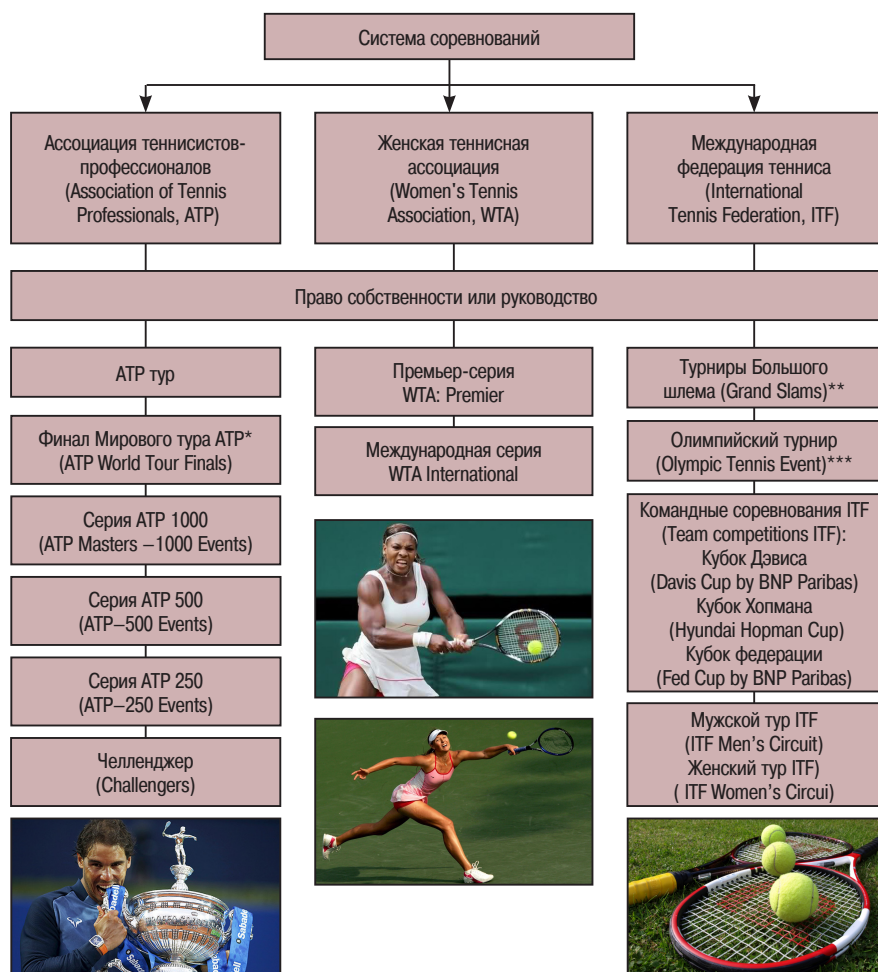 Система соревнований
Ассоциация теннисистов-
профессионалов
(Association of Tennis
Professionals, ATP)
Женская теннисная
ассоциация
(Women's Tennis
Association, WTA)
Международная
федерация тенниса
(International
Tennis Federation, ITF)
Право собственности или руководство
ATP тур
Финал Мирового тура ATP*
(ATP World Tour Finals)
Серия ATP 1000
(ATP Masters –1000 Events)
Серия ATP 500
(ATP–500 Events)
Серия ATP 250
(ATP–250 Events)
Челленджер
(Challengers)
Премьер-серия
WTA: Premier
Международная серия
WTA International
Турниры Большого
шлема (Grand Slams)**
Олимпийский турнир
(Olympic Tennis Event)***
Командные соревнования ITF
(Team competitions ITF):
Кубок Дэвиса
(Davis Cup by BNP Paribas)
Кубок Хопмана
(Hyundai Hopman Cup)
Кубок федерации
(Fed Cup by BNP Paribas)
Мужской тур ITF
(ITF Men's Circuit)
Женский тур ITF)
( ITF Women's Circui)
Sabadell